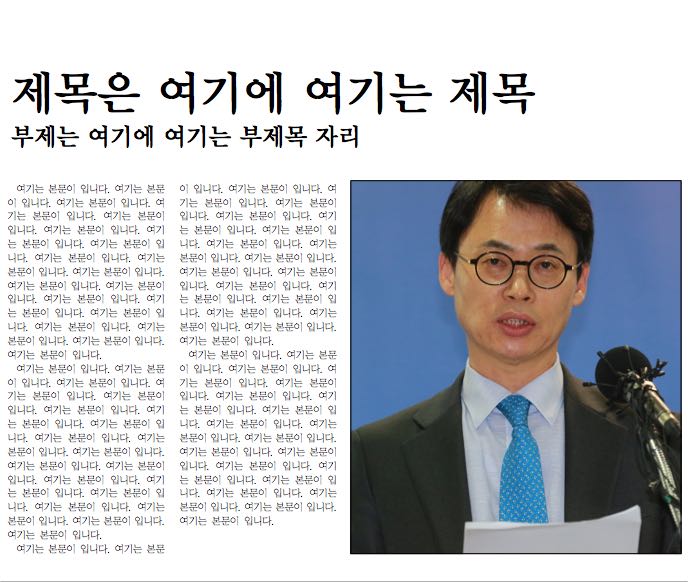 제목은 여기에 여기는 제목
부제는 여기에 여기는 부제목 자리
여기는 본문이 입니다. 여기는 본문
이 입니다. 여기는 본문이 입니다. 여
기는 본문이 입니다. 여기는 본문이
입니다. 여기는 본문이 입니다. 여기
는 본문이 입니다. 여기는 본문이 입
니다. 여기는 본문이 입니다. 여기는
본문이 입니다. 여기는 본문이 입니다.
여기는 본문이 입니다. 여기는 본문이
입니다. 여기는 본문이 입니다. 여기
는 본문이 입니다. 여기는 본문이 입
니다. 여기는 본문이 입니다. 여기는
본문이 입니다. 여기는 본문이 입니다.
여기는 본문이 입니다.
여기는 본문이 입니다. 여기는 본문
이 입니다. 여기는 본문이 입니다. 여
기는 본문이 입니다. 여기는 본문이
입니다. 여기는 본문이 입니다. 여기
는 본문이 입니다. 여기는 본문이 입
니다. 여기는 본문이 입니다. 여기는
본문이 입니다. 여기는 본문이 입니다.
여기는 본문이 입니다. 여기는 본문이
입니다. 여기는 본문이 입니다. 여기
는 본문이 입니다. 여기는 본문이 입
니다. 여기는 본문이 입니다. 여기는
본문이 입니다. 여기는 본문이 입니다.
여기는 본문이 입니다.
여기는 본문이 입니다. 여기는 본문
이 입니다. 여기는 본문이 입니다. 여
기는 본문이 입니다. 여기는 본문이
입니다. 여기는 본문이 입니다. 여기
는 본문이 입니다. 여기는 본문이 입
니다. 여기는 본문이 입니다. 여기는
본문이 입니다. 여기는 본문이 입니다.
여기는 본문이 입니다. 여기는 본문이
입니다. 여기는 본문이 입니다. 여기
는 본문이 입니다. 여기는 본문이 입
니다. 여기는 본문이 입니다. 여기는
본문이 입니다. 여기는 본문이 입니다.
여기는 본문이 입니다.
여기는 본문이 입니다. 여기는 본문
이 입니다. 여기는 본문이 입니다. 여
기는 본문이 입니다. 여기는 본문이
입니다. 여기는 본문이 입니다. 여기
는 본문이 입니다. 여기는 본문이 입
니다. 여기는 본문이 입니다. 여기는
본문이 입니다. 여기는 본문이 입니다.
여기는 본문이 입니다. 여기는 본문이
입니다. 여기는 본문이 입니다. 여기
는 본문이 입니다. 여기는 본문이 입
니다. 여기는 본문이 입니다. 여기는
본문이 입니다. 여기는 본문이 입니다.
여기는 본문이 입니다.